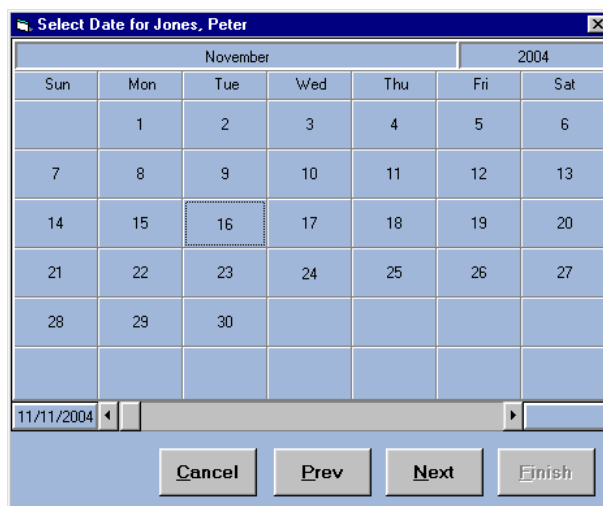 Select Date for Jones, Peter
November 2004
Sun Mon Tue Wed Thu Fri Sat
1 2 3 4 5 6
7 8 9 10 11 12 13
14 15 16 17 18 19 20
21 22 23 24 25 26 27
28 29 30
11/11/2004
Cancel Prev Next Finish